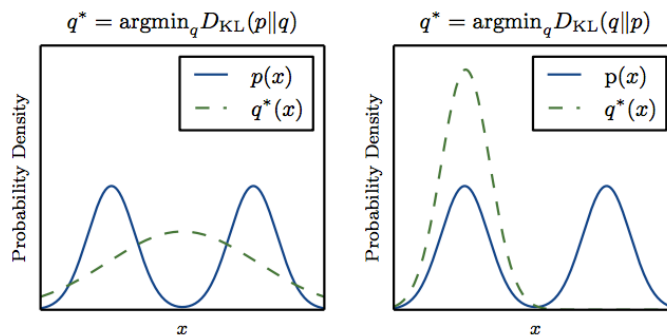 q* = argmin_q D_KL(p‖q)
p(x)
q*(x)
Probability Density
x
q* = argmin_q D_KL(q‖p)
p(x)
q*(x)
Probability Density
x